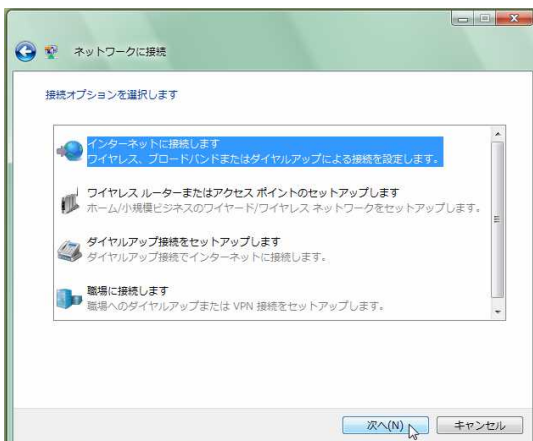 ネットワークに接続
接続オプションを選択します
インターネットに接続します
ワイヤレス、ブロードバンドまたはダイヤルアップによる接続を設定します。
ワイヤレス ルーターまたはアクセス ポイントのセットアップします
ホーム/小規模ビジネスのワイヤード/ワイヤレス ネットワークをセットアップします。
ダイヤルアップ接続をセットアップします
ダイヤルアップ接続でインターネットに接続します。
職場に接続します
職場へのダイヤルアップまたは VPN 接続をセットアップします。
次へ(N)
キャンセル